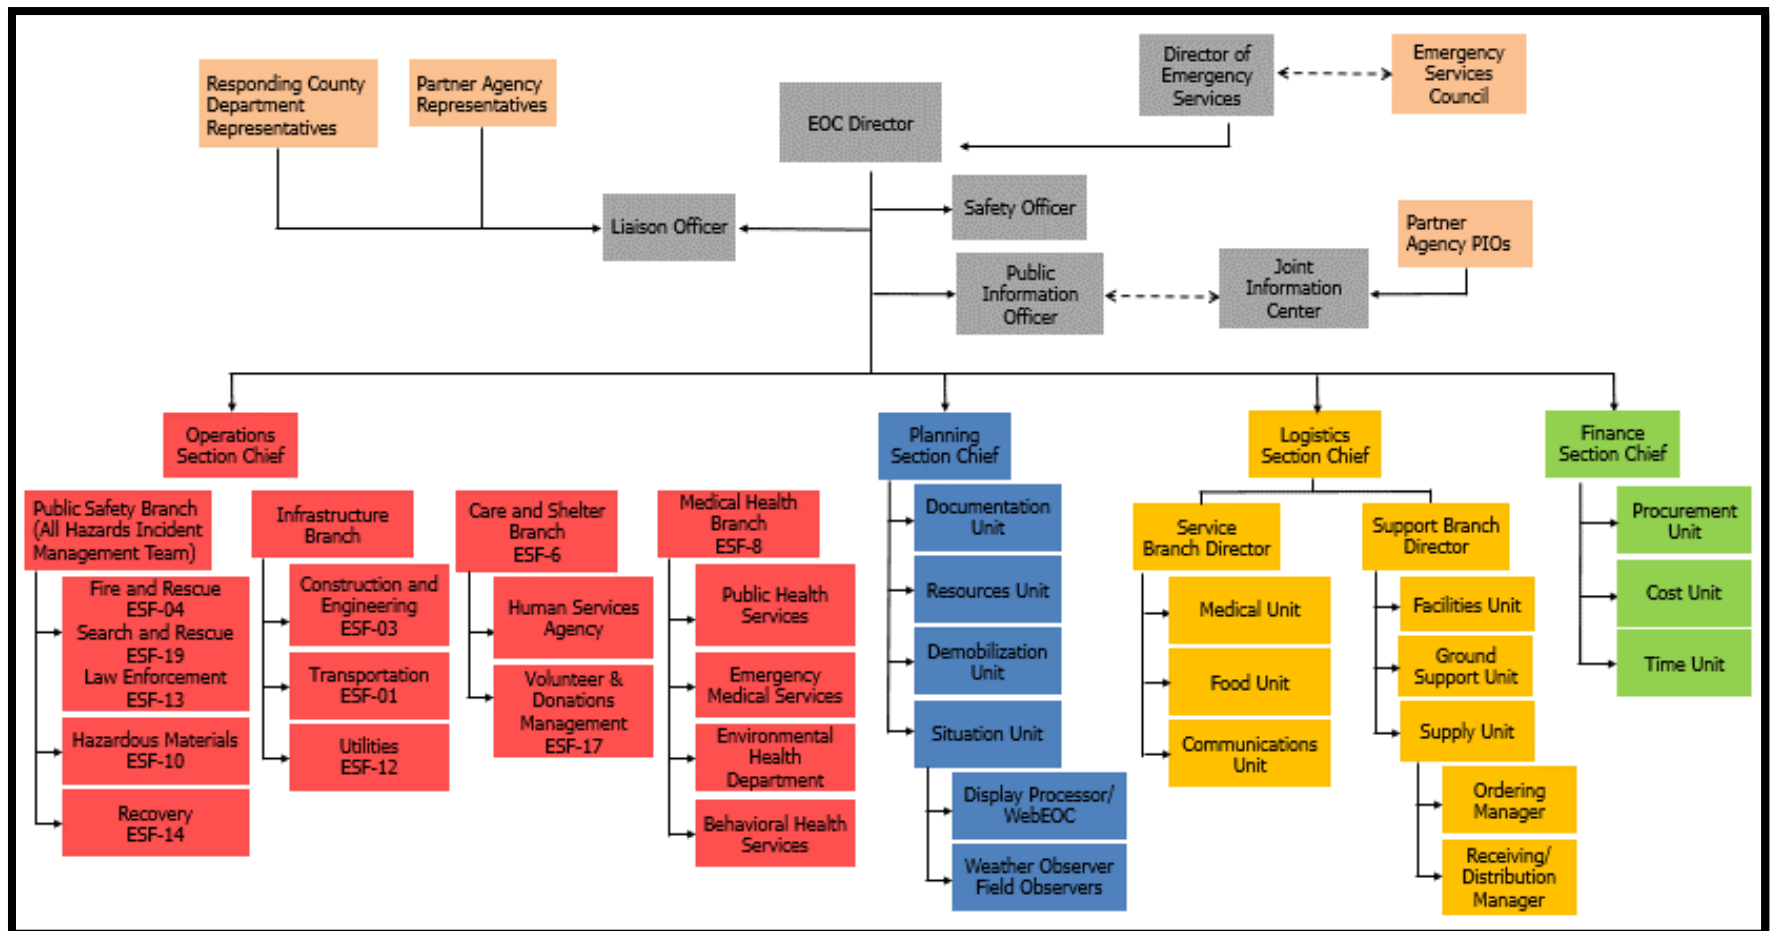 Responding County
Department
Representatives
Partner Agency
Representatives
EOC Director
Director of
Emergency
Services
Emergency
Services
Council
Liaison Officer
Safety Officer
Public
Information
Officer
Joint
Information
Center
Partner
Agency PIOs
Operations
Section Chief
Planning
Section Chief
Logistics
Section Chief
Finance
Section Chief
Public Safety Branch
(All Hazards Incident
Management Team)
Fire and Rescue
ESF-04
Search and Rescue
ESF-19
Law Enforcement
ESF-13
Hazardous Materials
ESF-10
Recovery
ESF-14
Infrastructure
Branch
Construction and
Engineering
ESF-03
Transportation
ESF-01
Utilities
ESF-12
Care and Shelter
Branch
ESF-6
Human Services
Agency
Volunteer &
Donations
Management
ESF-17
Medical Health
Branch
ESF-8
Public Health
Services
Emergency
Medical Services
Environmental
Health
Department
Behavioral Health
Services
Documentation
Unit
Resources Unit
Demobilization
Unit
Situation Unit
Display Processor/
WebEOC
Weather Observer
Field Observers
Service
Branch Director
Medical Unit
Food Unit
Communications
Unit
Support Branch
Director
Facilities Unit
Ground
Support Unit
Supply Unit
Ordering
Manager
Receiving/
Distribution
Manager
Procurement
Unit
Cost Unit
Time Unit